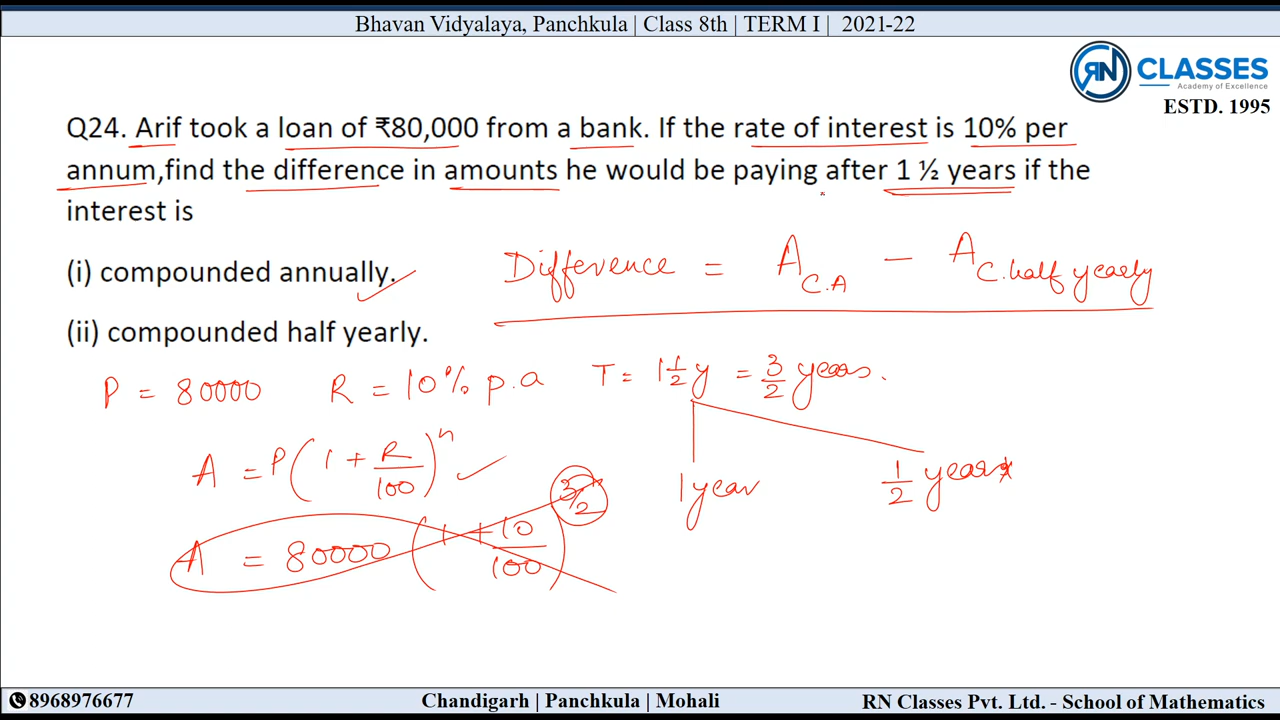 Bhavan Vidyalaya, Panchkula | Class 8th | TERM I | 2021-22
RN CLASSES
Academy of Excellence
ESTD. 1995
Q24. Arif took a loan of ₹80,000 from a bank. If the rate of interest is 10% per
annum,find the difference in amounts he would be paying after 1 ½ years if the
interest is
(i) compounded annually.
Difference = A C.A − A C.half yearly
(ii) compounded half yearly.
P = 80000 R = 10% p.a T = 1 1/2 y = 3/2 years.
A = P(1 + R/100)^n
1 year 1/2 years
A = 80000 (1 + 10/100)^3/2
8968976677
Chandigarh | Panchkula | Mohali
RN Classes Pvt. Ltd. - School of Mathematics